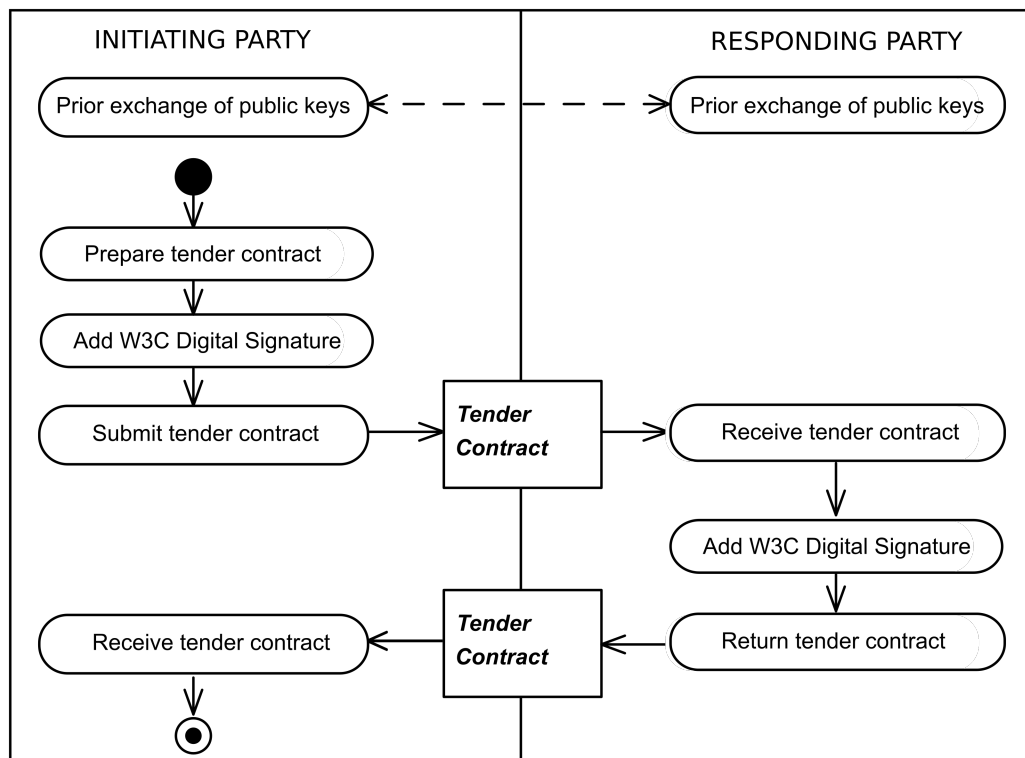 INITIATING PARTY
RESPONDING PARTY
Prior exchange of public keys
Prior exchange of public keys
Prepare tender contract
Add W3C Digital Signature
Submit tender contract
Tender
Contract
Receive tender contract
Add W3C Digital Signature
Return tender contract
Tender
Contract
Receive tender contract